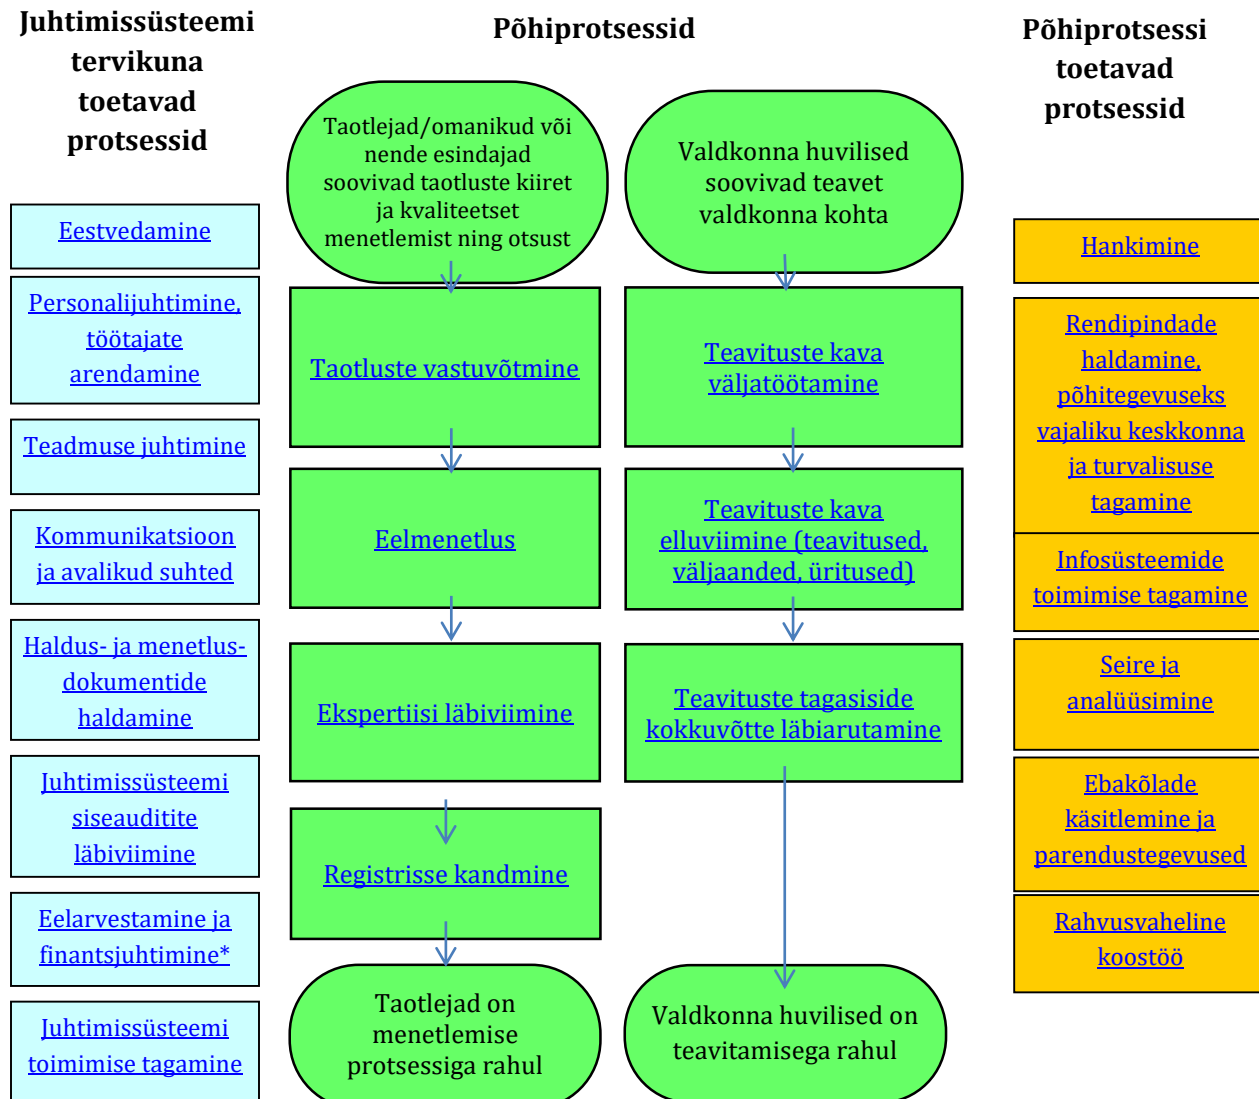 Juhtimissüsteemi
tervikuna
toetavad
protsessid
Eestvedamine
Personalijuhtimine,
töötajate
arendamine
Teadmuse juhtimine
Kommunikatsioon
ja avalikud suhted
Haldus- ja menetlus-
dokumentide
haldamine
Juhtimissüsteemi
siseauditite
läbiviimine
Eelarvestamine ja
finantsjuhtimine*
Juhtimissüsteemi
toimimise tagamine
Põhiprotsessid
Taotlejad/omanikud või
nende esindajad
soovivad taotluste kiiret
ja kvaliteetset
menetlemist ning otsust
Taotluste vastuvõtmine
Eelmenetlus
Ekspertiisi läbiviimine
Registrisse kandmine
Taotlejad on
menetlemise
protsessiga rahul
Valdkonna huvilised
soovivad teavet
valdkonna kohta
Teavituste kava
väljatöötamine
Teavituste kava
elluviimine (teavitused,
väljaanded, üritused)
Teavituste tagasiside
kokkuvõtte läbiarutamine
Valdkonna huvilised on
teavitamisega rahul
Põhiprotsessi
toetavad
protsessid
Hankimine
Rendipindade
haldamine,
põhitegevuseks
vajaliku keskkonna
ja turvalisuse
tagamine
Infosüsteemide
toimimise tagamine
Seire ja
analüüsimine
Ebakõlade
käsitlemine ja
parendustegevused
Rahvusvaheline
koostöö